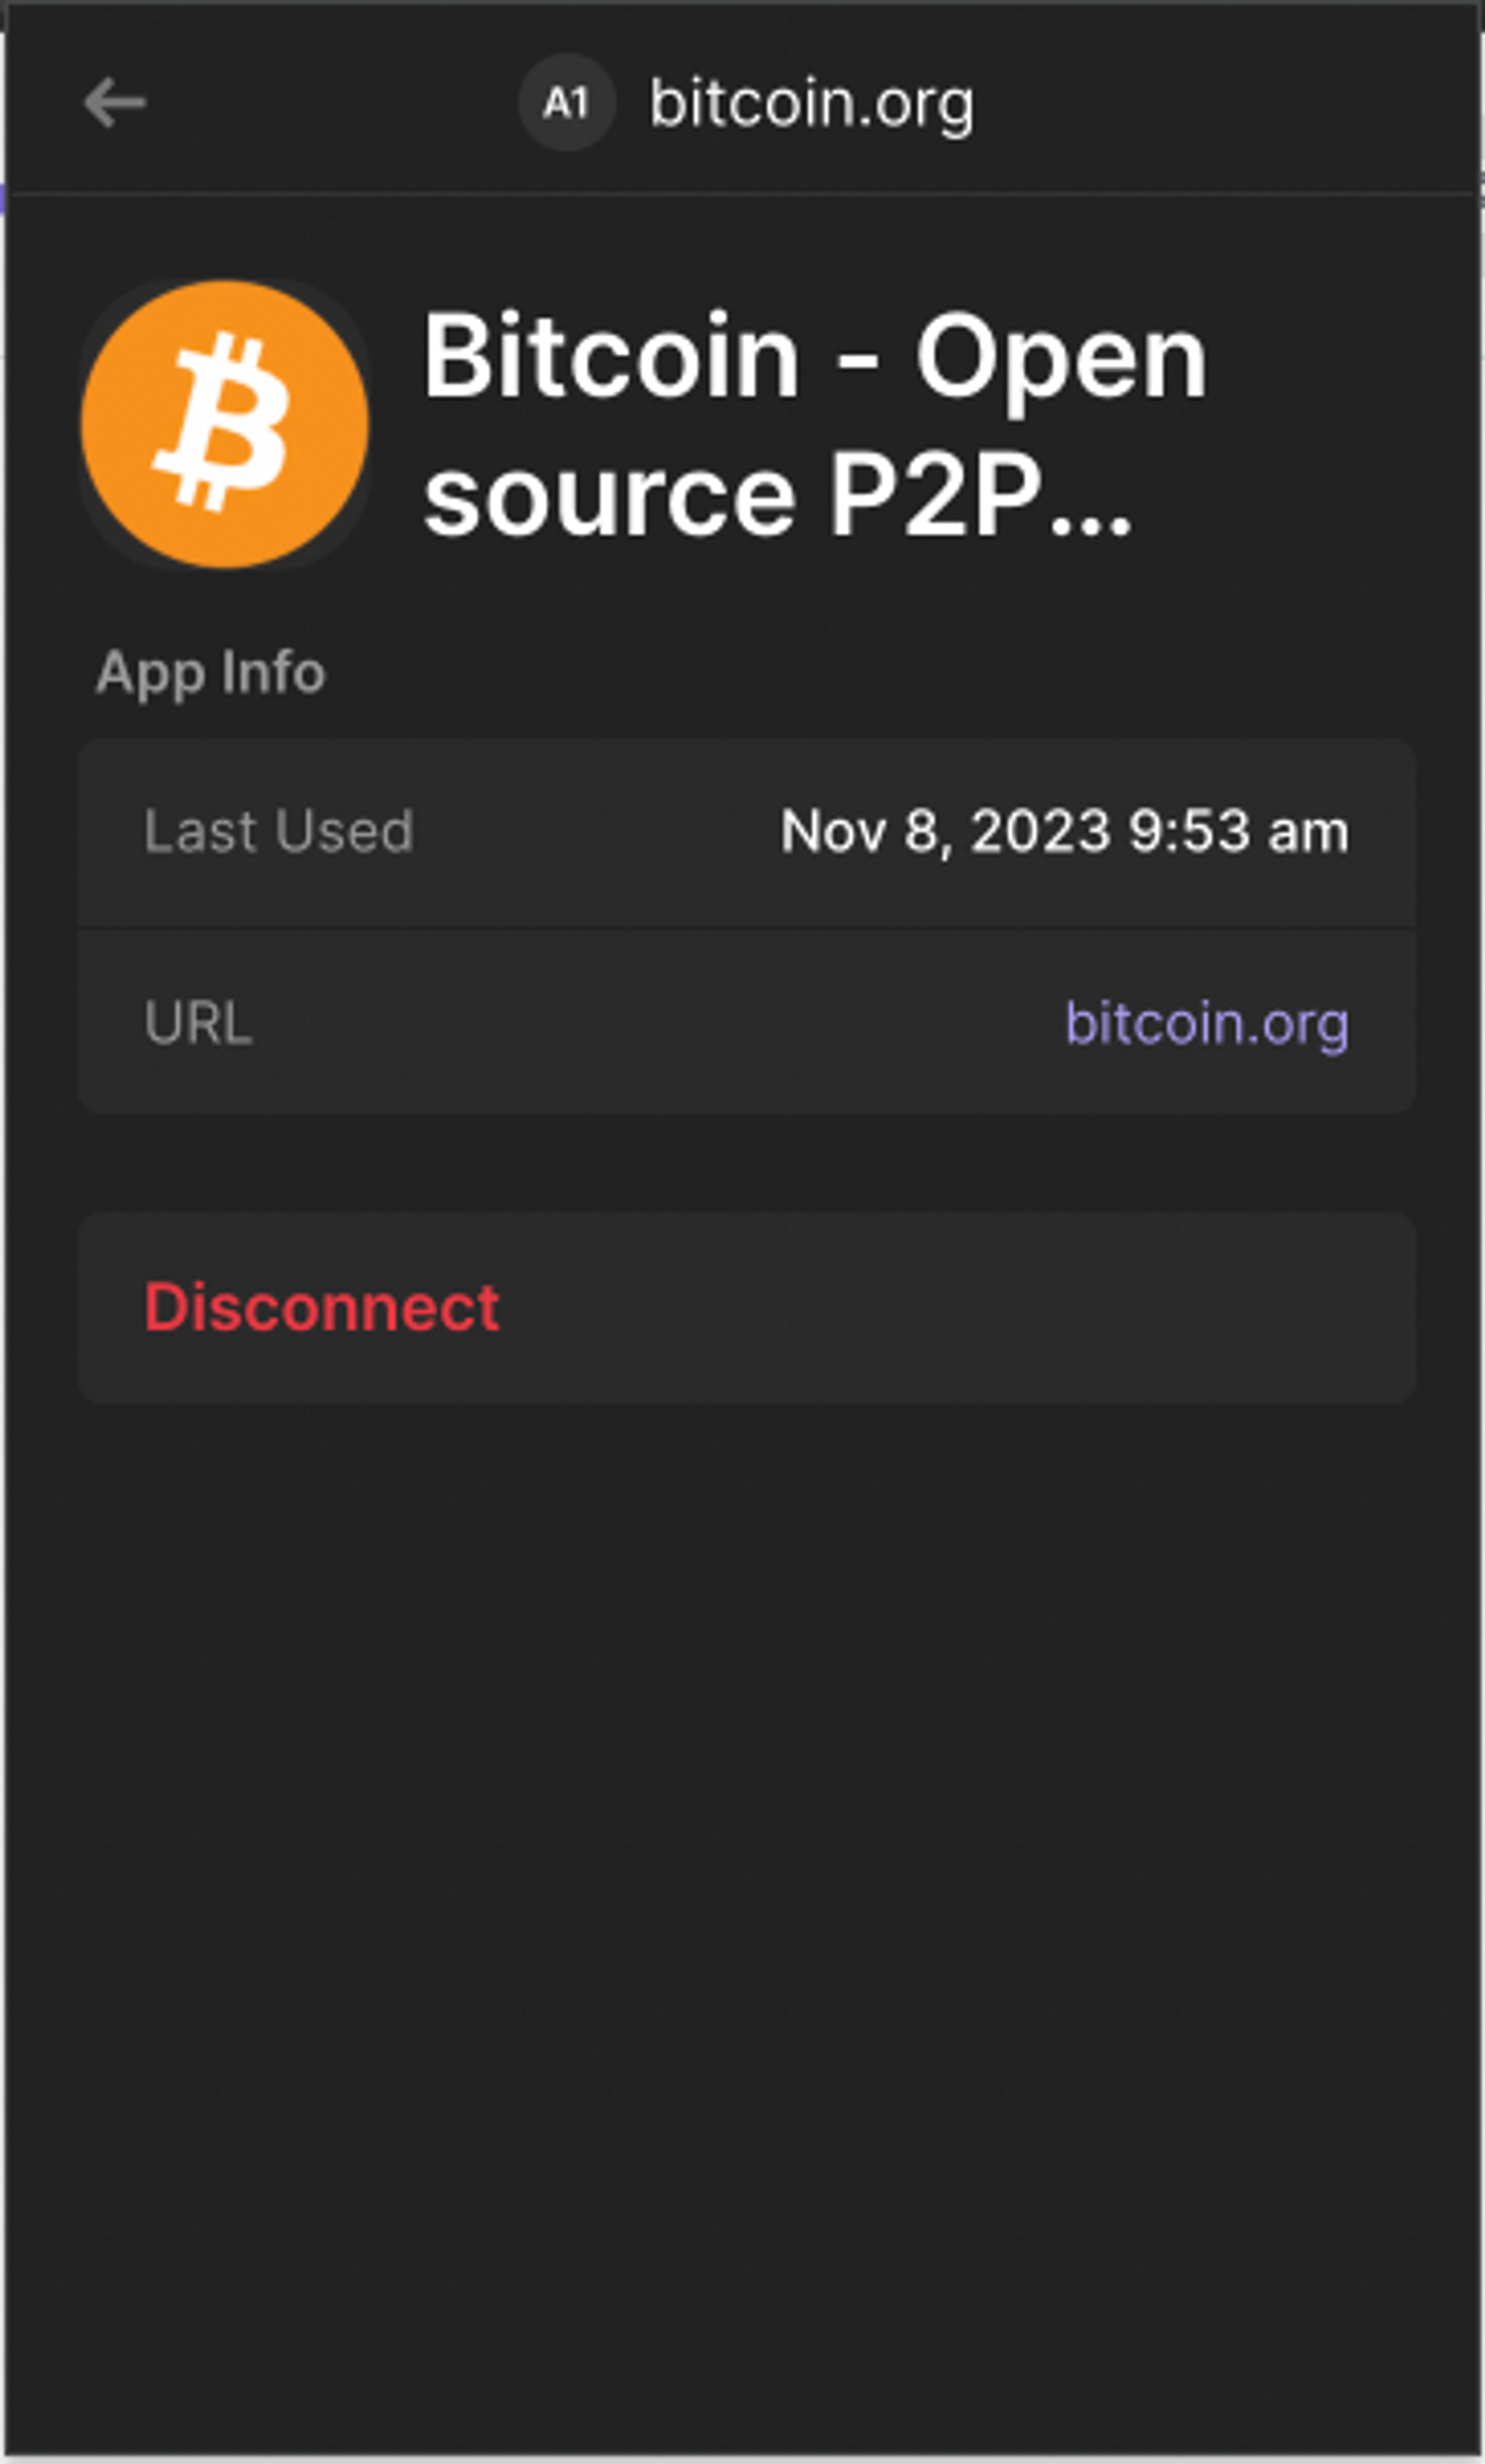 A1 bitcoin.org
Bitcoin - Open
source P2P...
App Info
Last Used Nov 8, 2023 9:53 am
URL bitcoin.org
Disconnect